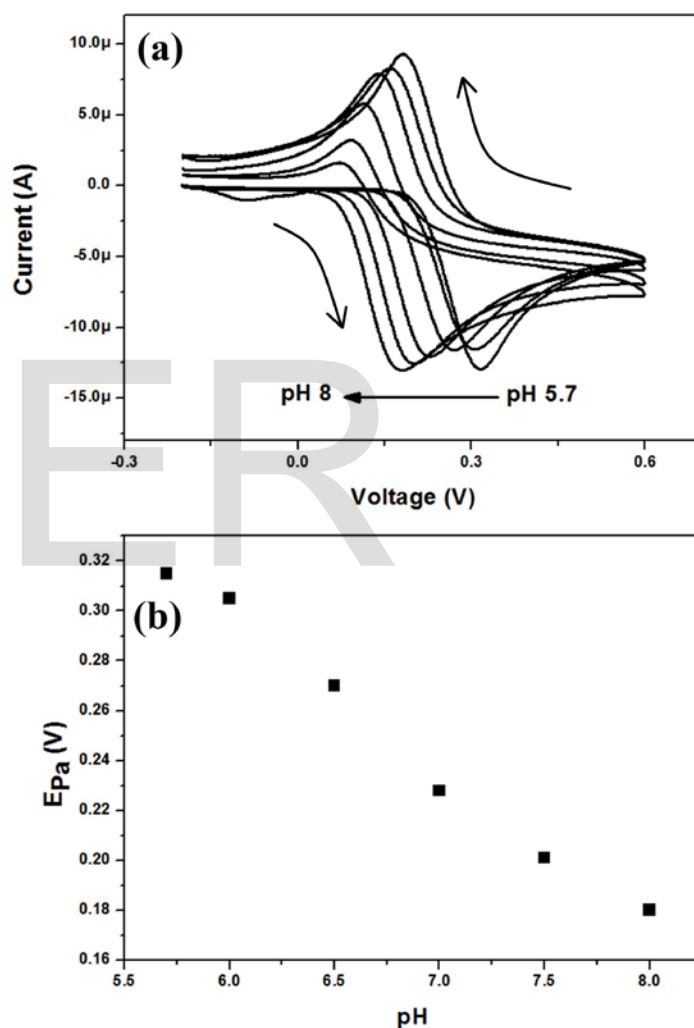 (a)
10.0µ
5.0µ
0.0
-5.0µ
-10.0µ
-15.0µ
Current (A)
pH 8
pH 5.7
-0.3
0.0
0.3
0.6
Voltage (V)
ER
(b)
0.32
0.30
0.28
0.26
0.24
0.22
0.20
0.18
0.16
EPa (V)
5.5
6.0
6.5
7.0
7.5
8.0
pH